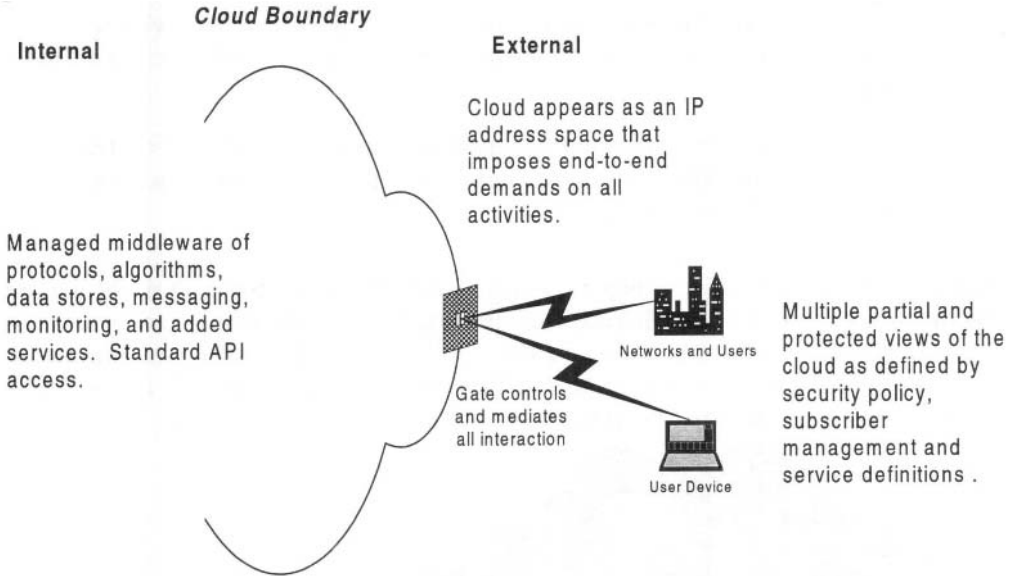 Cloud Boundary
Internal
External
Cloud appears as an IP
address space that
imposes end-to-end
demands on all
activities.
Managed middleware of
protocols, algorithms,
data stores, messaging,
monitoring, and added
services. Standard API
access.
Gate controls
and mediates
all interaction
Networks and Users
User Device
Multiple partial and
protected views of the
cloud as defined by
security policy,
subscriber
management and
service definitions .